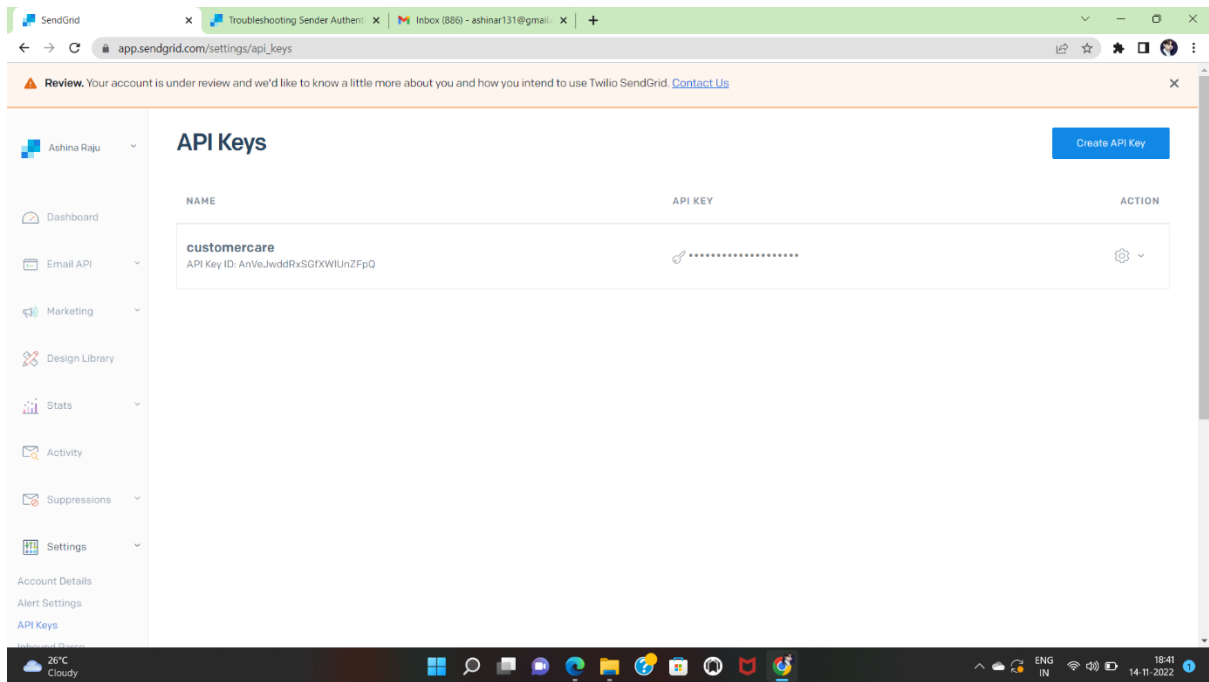 SendGrid
Troubleshooting Sender Authent
Inbox (886) - ashinar131@gmail.
app.sendgrid.com/settings/api_keys
Review. Your account is under review and we'd like to know a little more about you and how you intend to use Twilio SendGrid. Contact Us
Ashina Raju
API Keys
Create API Key
NAME API KEY ACTION
Dashboard
customercare
API Key ID: AnVeJwddRxSGfXWIUnZFpQ
••••••••••••••••••••
Email API
Marketing
Design Library
Stats
Activity
Suppressions
Settings
Account Details
Alert Settings
API Keys
Inbound Parse
26°C
Cloudy
ENG
IN
18:41
14-11-2022
1